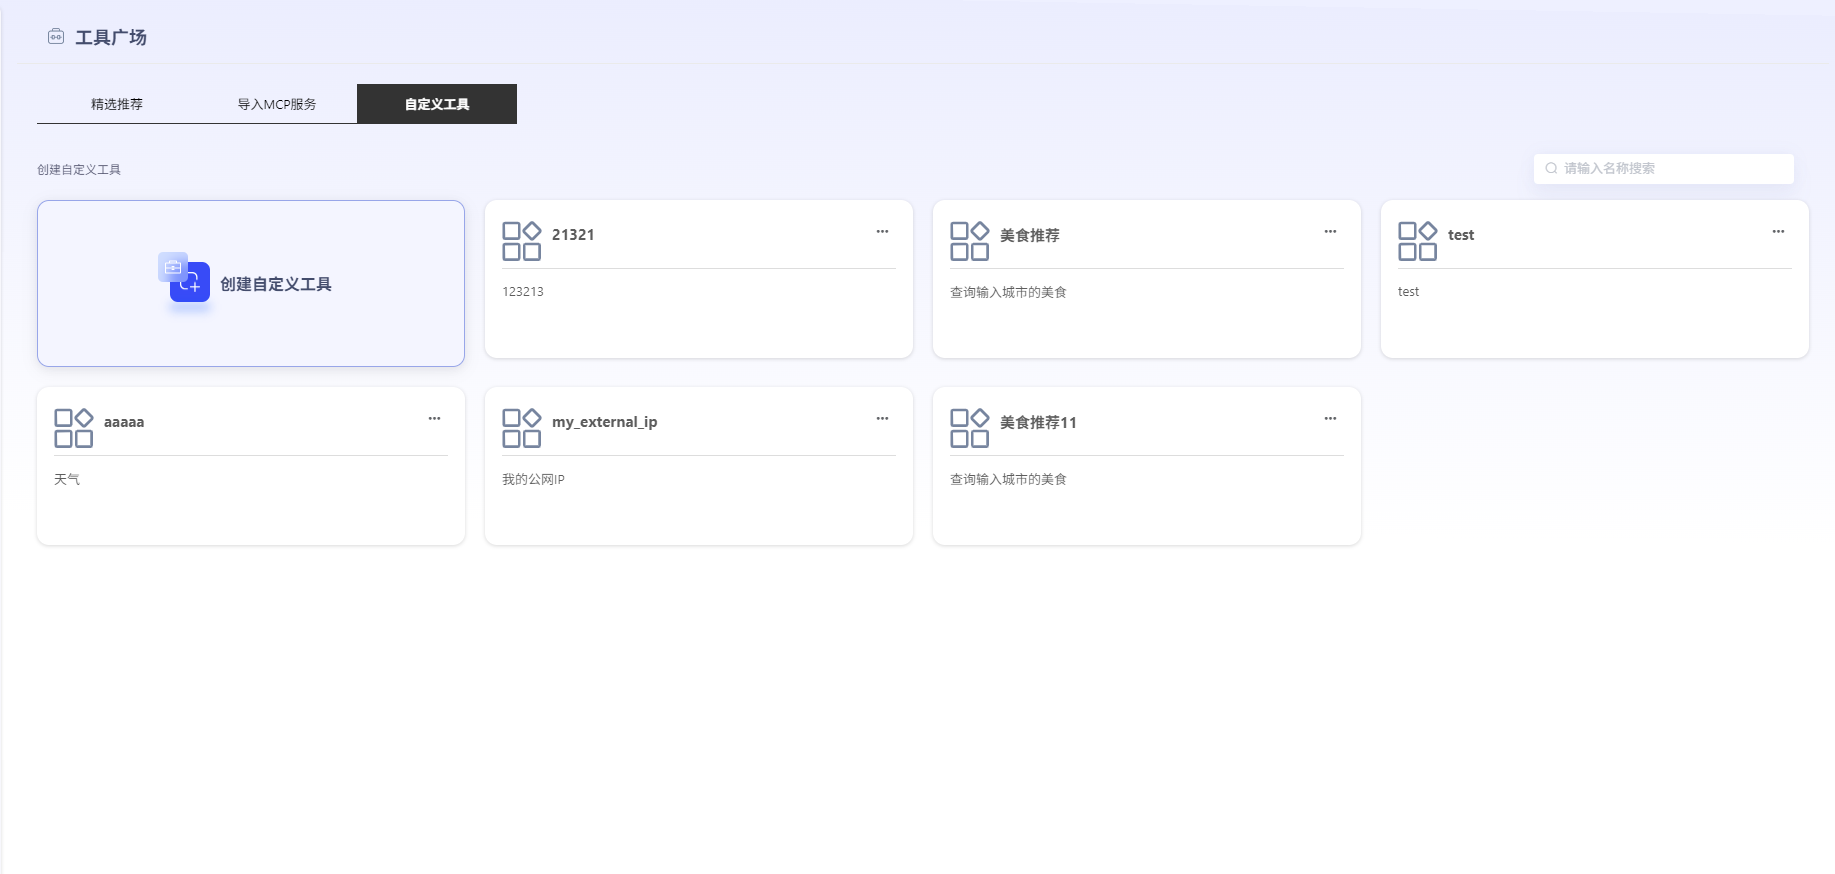 工具广场
精选推荐
导入MCP服务
自定义工具
创建自定义工具
请输入名称搜索
创建自定义工具
21321
123213
美食推荐
查询输入城市的美食
test
test
aaaaa
天气
my_external_ip
我的公网IP
美食推荐11
查询输入城市的美食